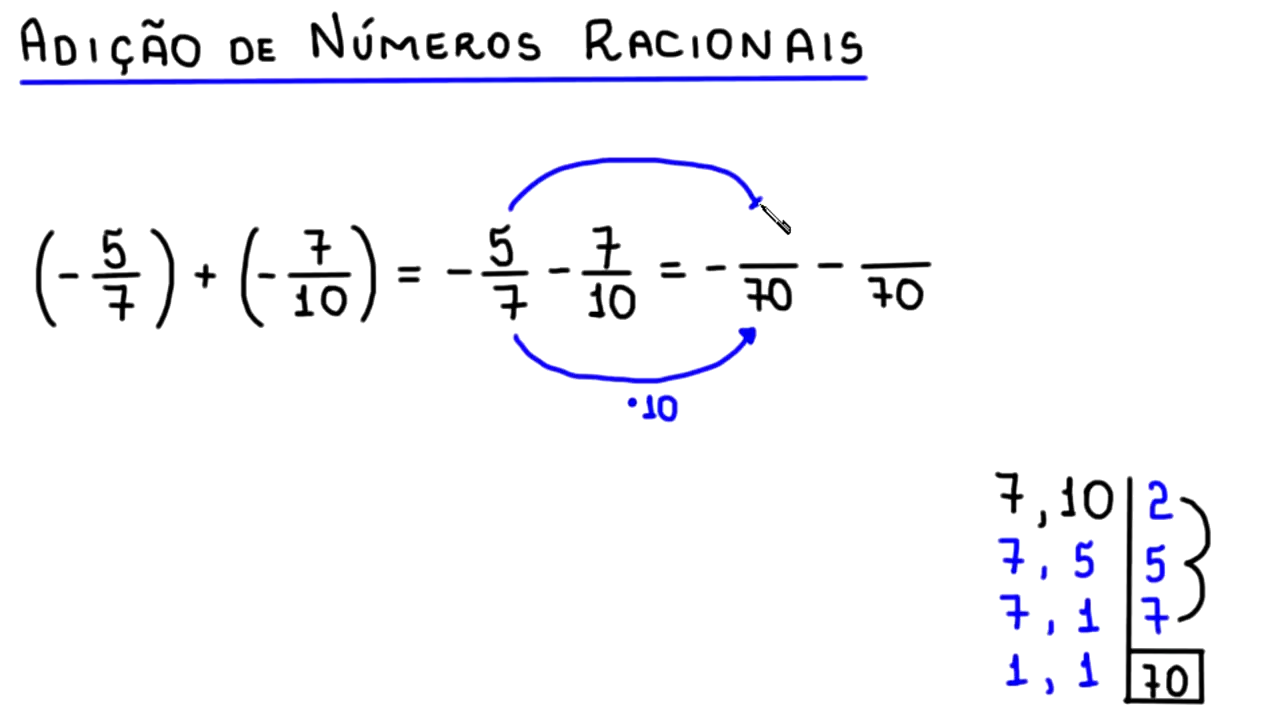 ADIÇÃO DE NÚMEROS RACIONAIS
(-5/7) + (-7/10) = -5/7 - 7/10 = - /70 - /70
·10
7, 10 | 2
7, 5 | 5
7, 1 | 7
1, 1 | 70